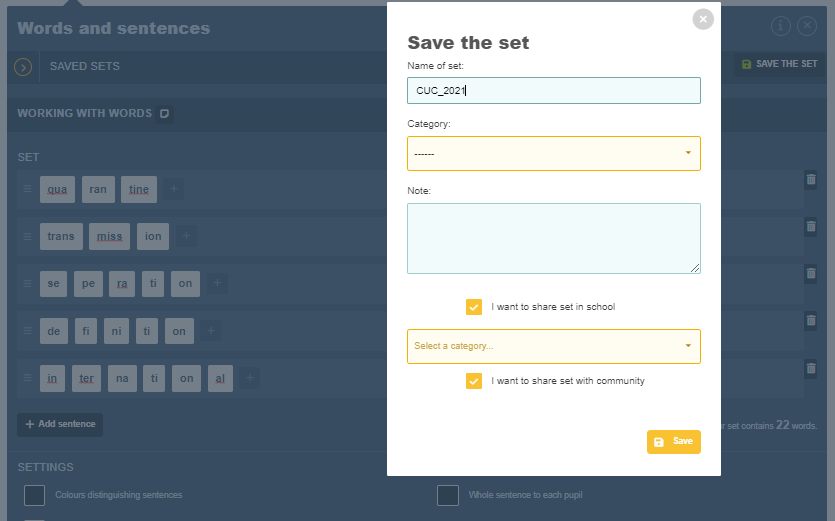 Words and sentences
SAVED SETS
SAVE THE SET
WORKING WITH WORDS
SET
qua ran tine +
trans miss ion +
se pe ra ti on +
de fi ni ti on +
in ter na ti on al +
+ Add sentence
r set contains 22 words.
SETTINGS
Colours distinguishing sentences
Whole sentence to each pupil
Save the set
Name of set:
CUC_2021
Category:
------
Note:
I want to share set in school
Select a category...
I want to share set with community
Save